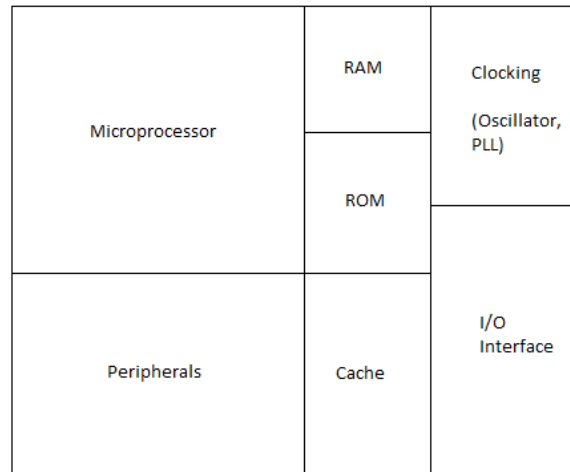 Microprocessor
RAM
ROM
Clocking
(Oscillator,
PLL)
Peripherals
Cache
I/O
Interface